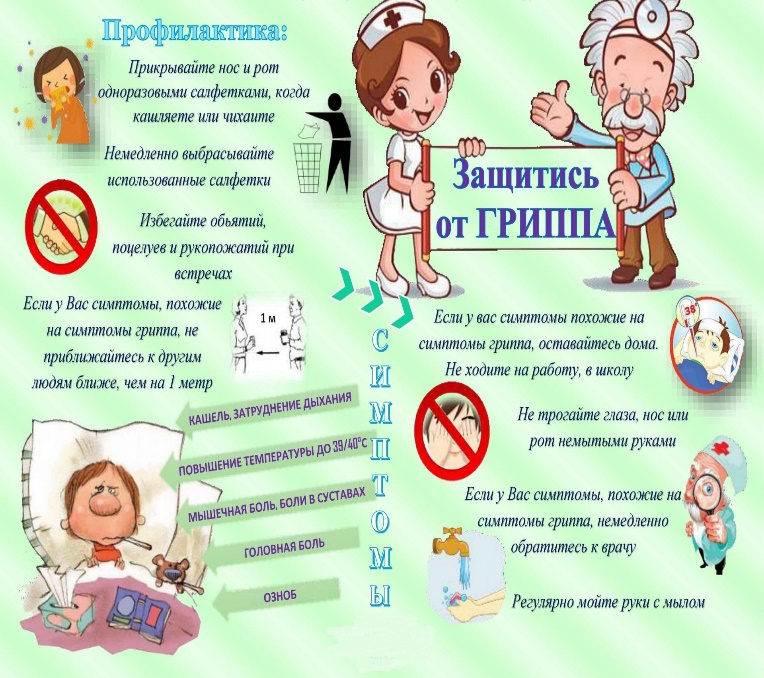 Профилактика:
Прикрывайте нос и рот
одноразовыми салфетками, когда
кашляете или чихаите
Немедленно выбрасывайте
использованные салфетки
Избегайте обьятий,
поцелуев и рукопожатий при
встречах
Если у Вас симптомы, похожие
на симптомы гриппа, не
приближайтесь к другим
людям ближе, чем на 1 метр
1 м
Защитись
от ГРИППА
СИМПТОМЫ
КАШЕЛЬ, ЗАТРУДНЕНИЕ ДЫХАНИЯ
ПОВЫШЕНИЕ ТЕМПЕРАТУРЫ ДО 39/40°С
МЫШЕЧНАЯ БОЛЬ, БОЛИ В СУСТАВАХ
ГОЛОВНАЯ БОЛЬ
ОЗНОБ
Если у вас симптомы похожие на
симптомы гриппа, оставайтесь дома.
Не ходите на работу, в школу
38°
Не трогайте глаза, нос или
рот немытыми руками
Если у Вас симптомы, похожие на
симптомы гриппа, немедленно
обратитесь к врачу
Регулярно мойте руки с мылом